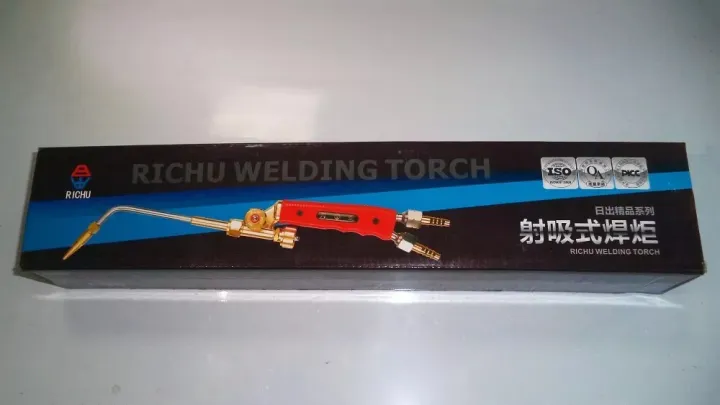 RICHU WELDING TORCH
RICHU
ISO
PICC
日出精品系列
射吸式焊炬
RICHU WELDING TORCH